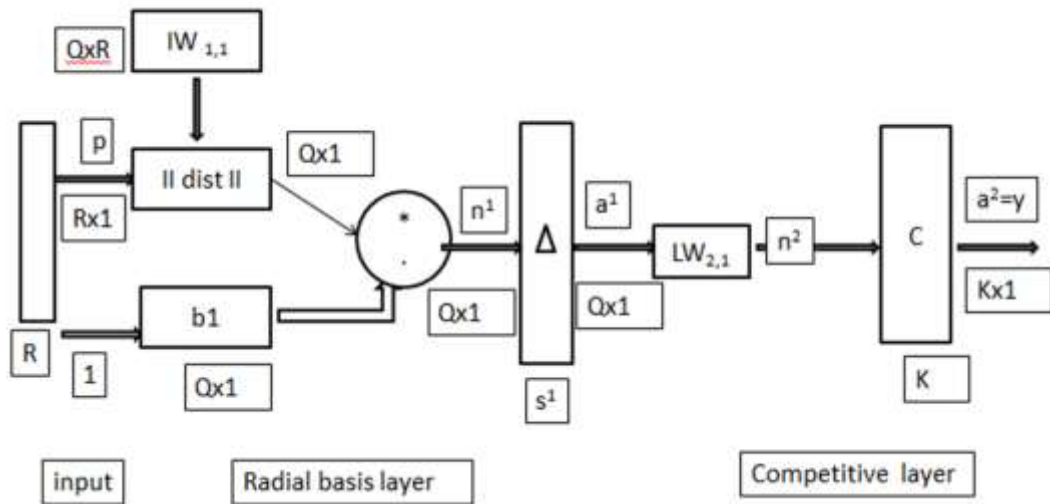 QxR
IW 1,1
p
II dist II
Qx1
Rx1
*
.
n¹
Δ
a¹
LW2,1
n²
C
a²=y
Kx1
Qx1
Qx1
b1
Qx1
R
1
s¹
K
input
Radial basis layer
Competitive layer